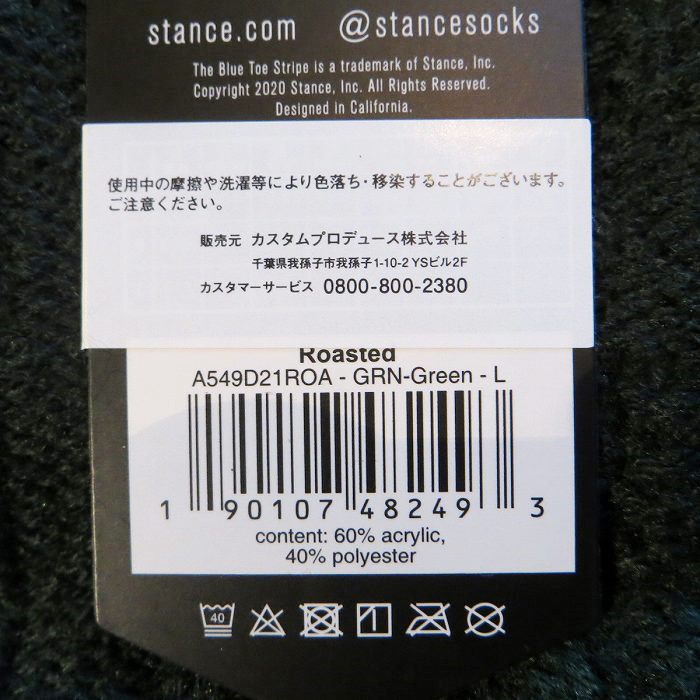 stance.com @stancesocks
The Blue Toe Stripe is a trademark of Stance, Inc.
Copyright 2020 Stance, Inc. All Rights Reserved.
Designed in California.
使用中の摩擦や洗濯等により色落ち・移染することがございます。
ご注意ください。
販売元 カスタムプロデュース株式会社
千葉県我孫子市我孫子1-10-2 YSビル2F
カスタマーサービス 0800-800-2380
Roasted
A549D21ROA - GRN-Green - L
1 90107 48249 3
content: 60% acrylic,
40% polyester
40 1